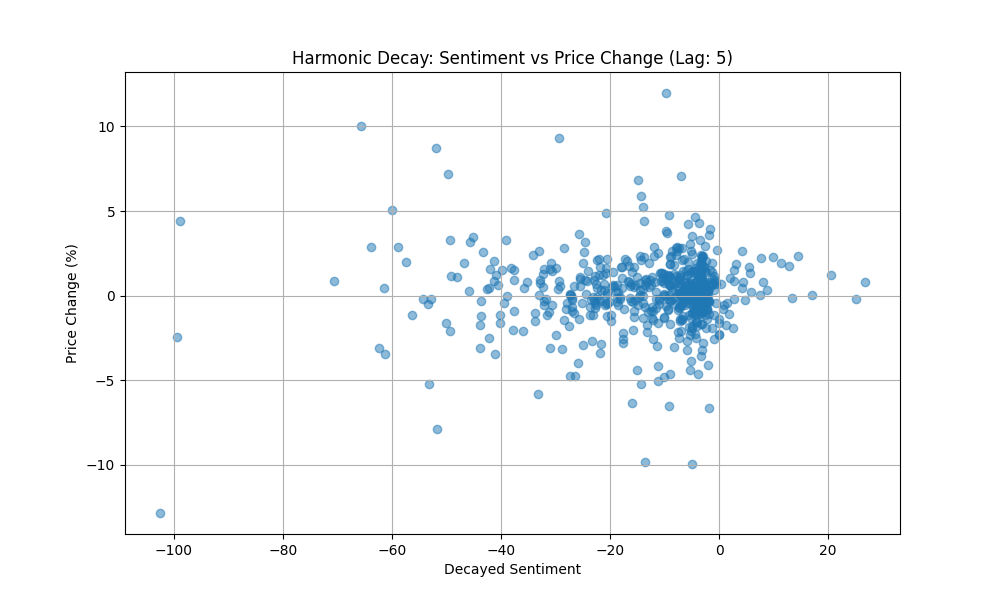 Harmonic Decay: Sentiment vs Price Change (Lag: 5)
Price Change (%)
10
5
0
−5
−10
−100 −80 −60 −40 −20 0 20
Decayed Sentiment